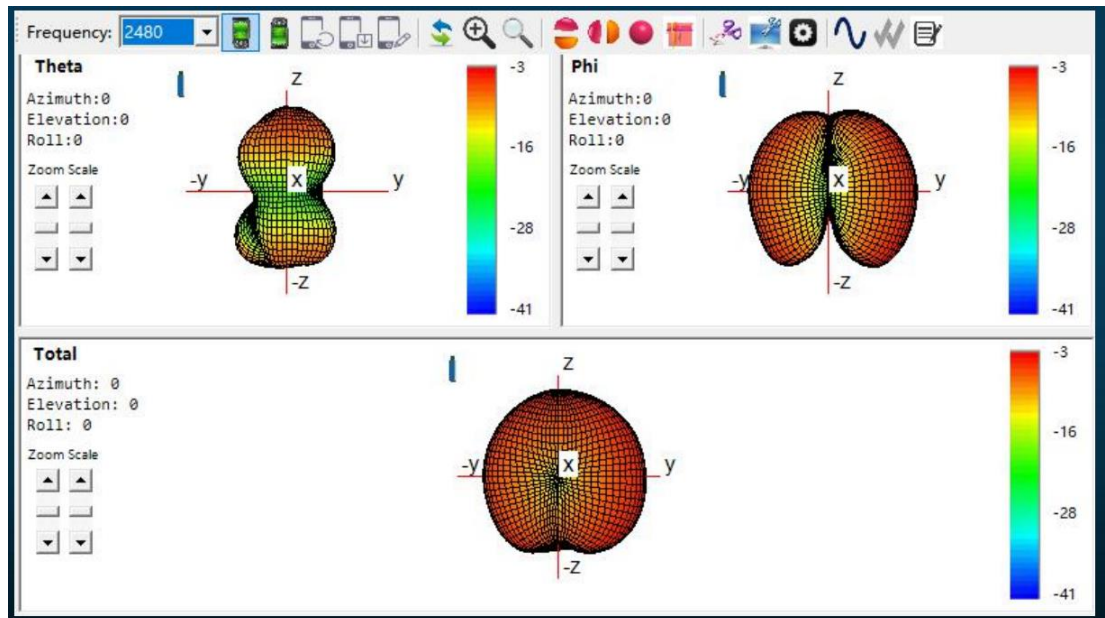 Frequency: 2480
Theta
Azimuth:0
Elevation:0
Roll:0
Zoom Scale
z
-y
x
y
-z
-3
-16
-28
-41
Phi
Azimuth:0
Elevation:0
Roll:0
Zoom Scale
z
-y
x
y
-z
-3
-16
-28
-41
Total
Azimuth: 0
Elevation: 0
Roll: 0
Zoom Scale
z
-y
x
y
-z
-3
-16
-28
-41